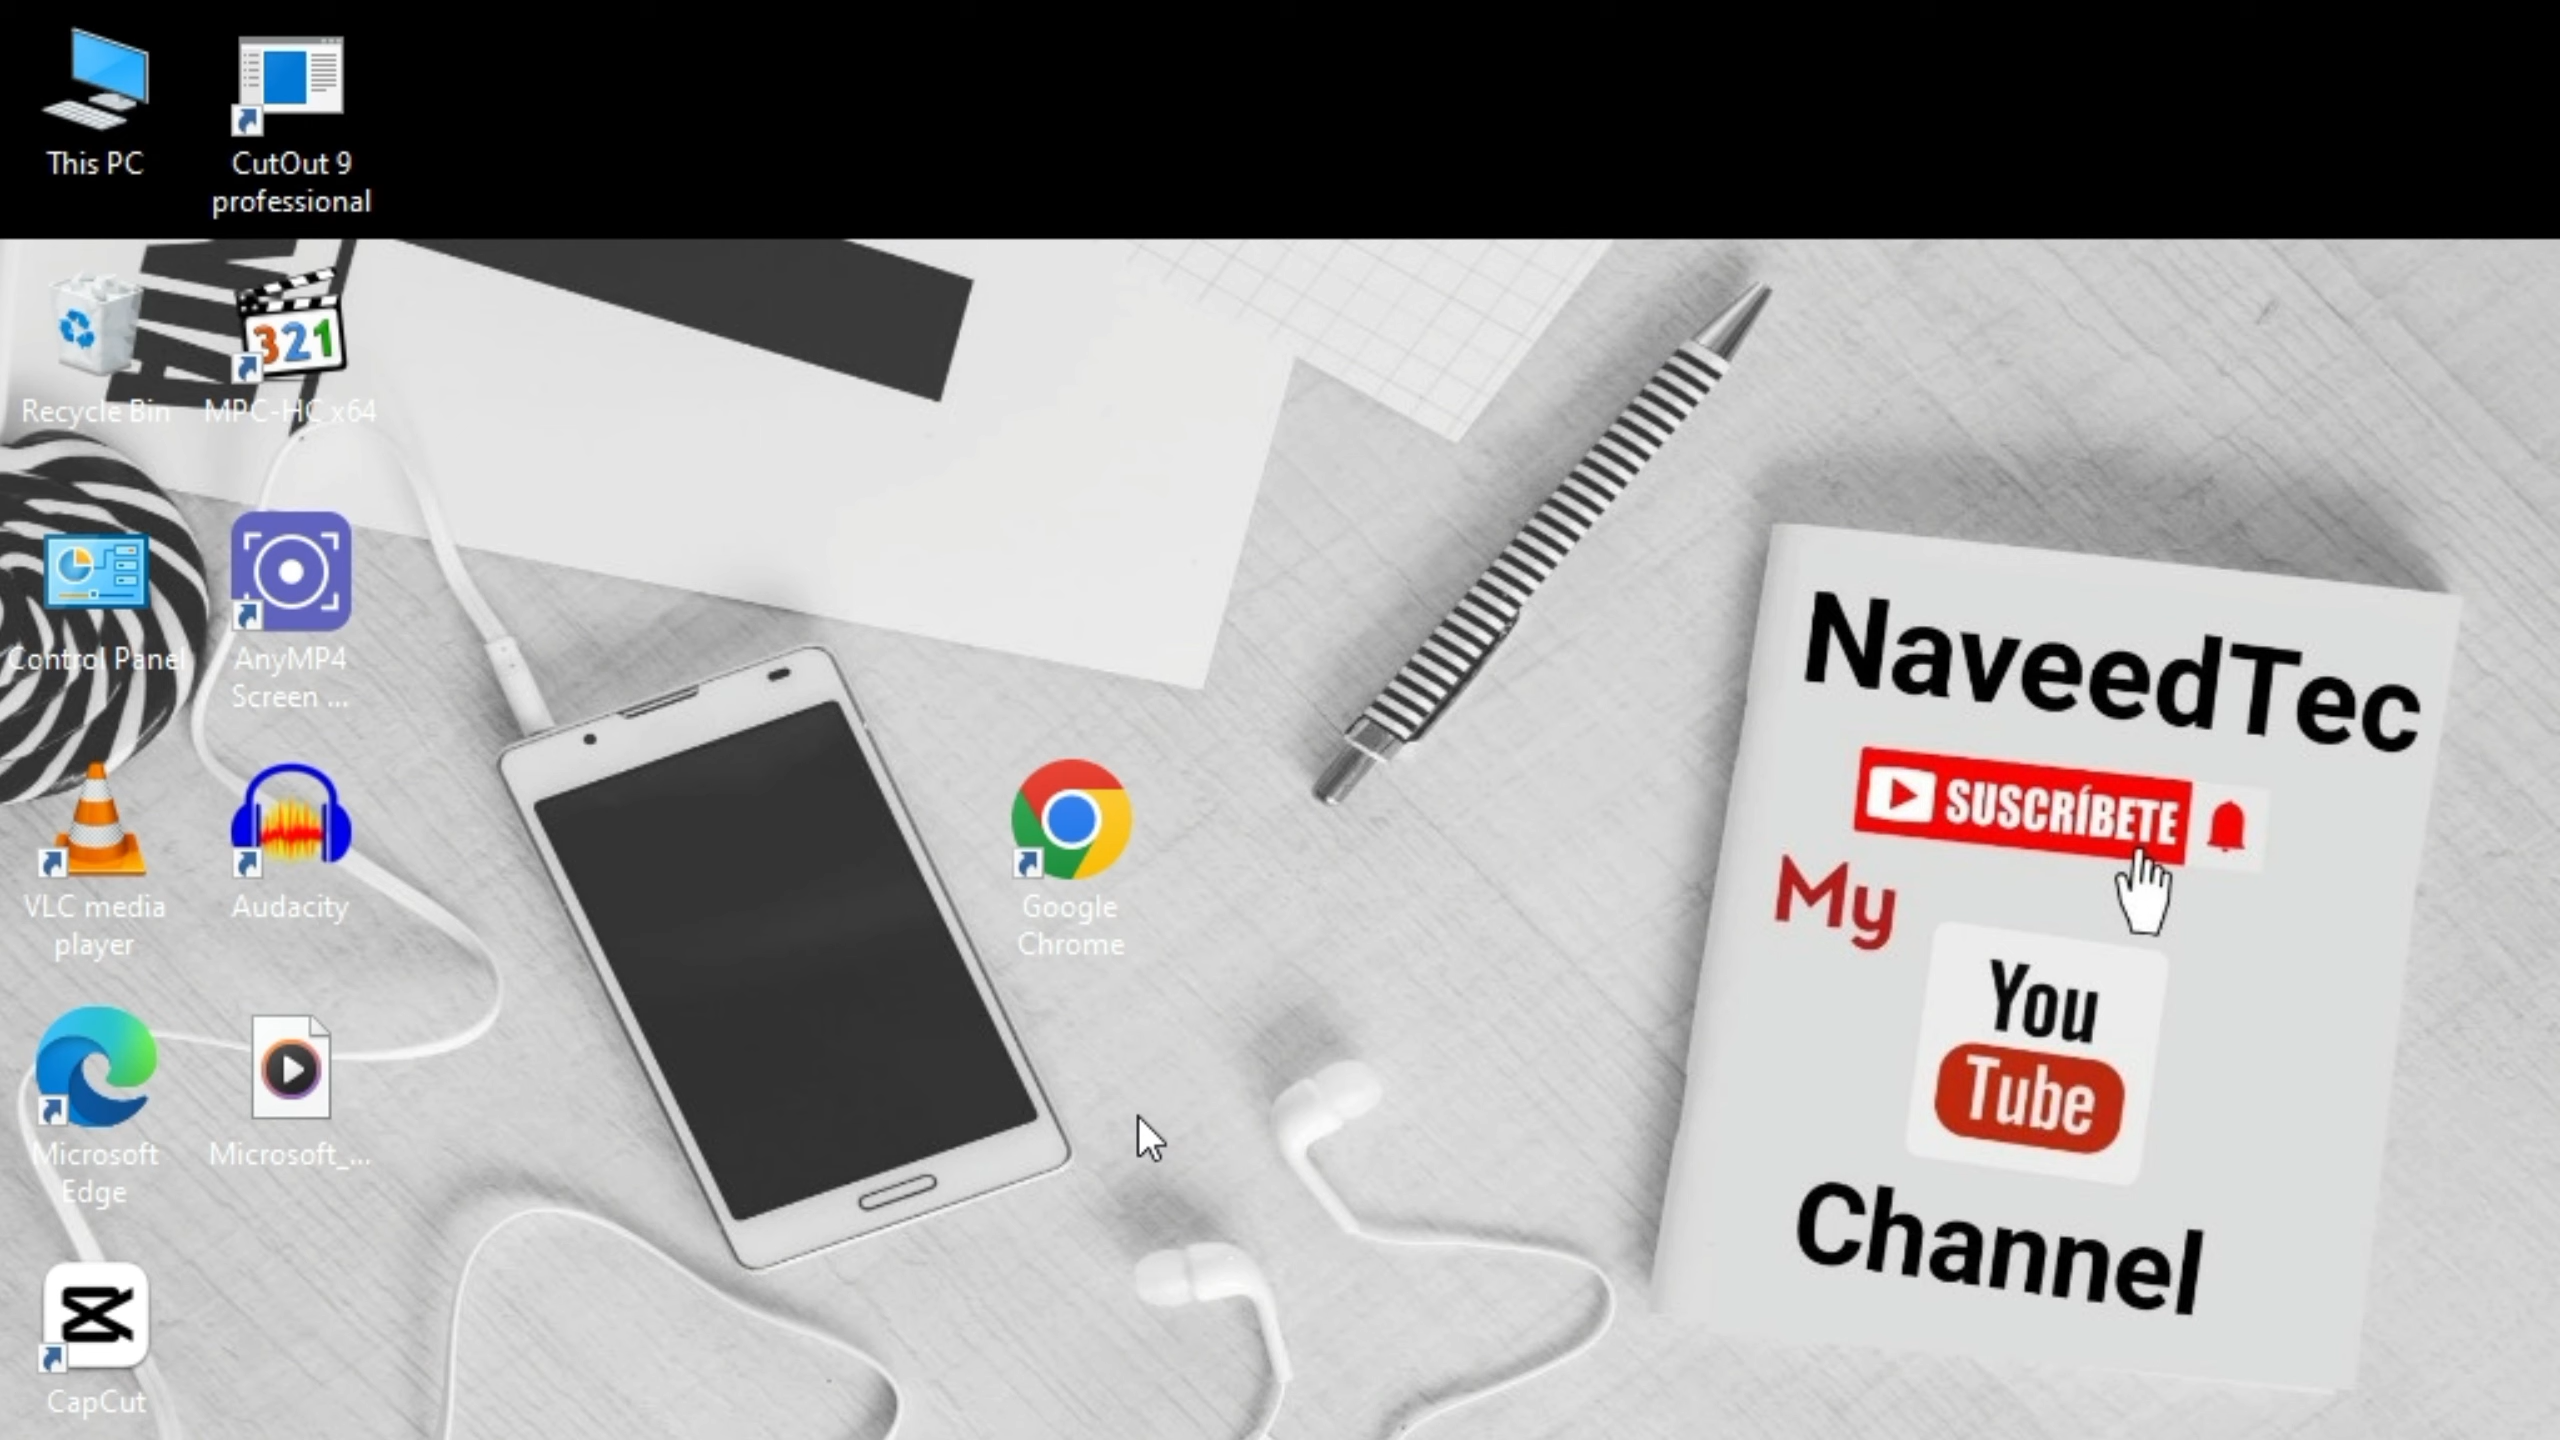 This PC
CutOut 9
professional
321
Recycle Bin
MPC-HC x64
Control Panel
AnyMP4
Screen ...
VLC media
player
Audacity
Google
Chrome
Microsoft
Edge
Microsoft_...
CapCut
NaveedTec
SUSCRÍBETE
My
You
Tube
Channel